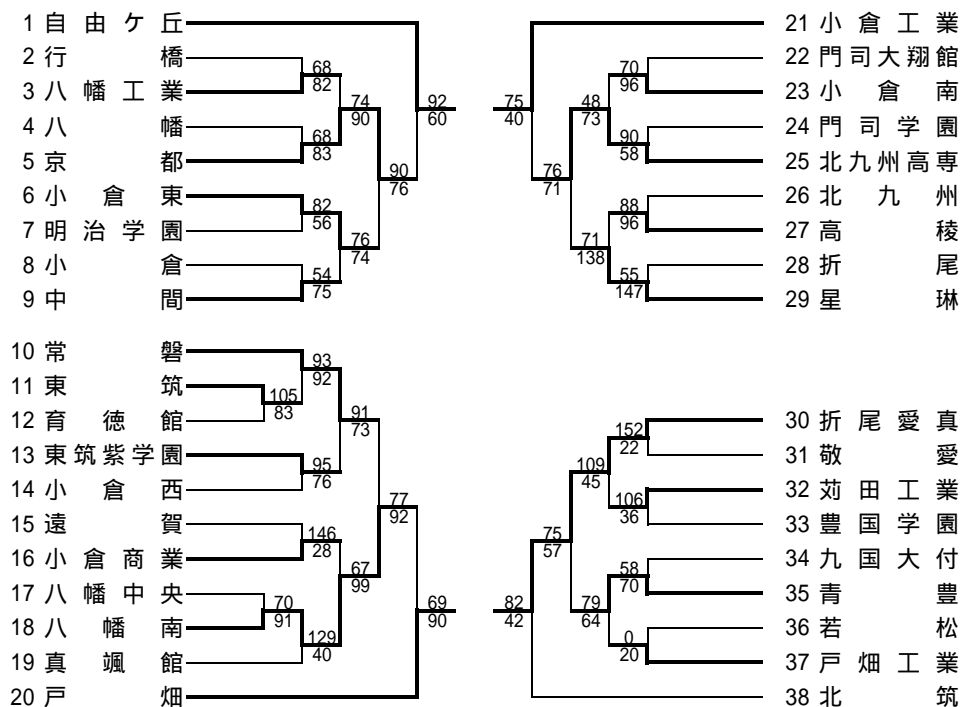 1 自由ケ丘
2 行橋
3 八幡工業
4 八幡
5 京都
6 小倉東
7 明治学園
8 小倉
9 中間
68
82
68
83
82
56
54
75
74
90
76
74
90
76
92
60
10 常磐
11 東筑
12 育徳館
13 東筑紫学園
14 小倉西
15 遠賀
16 小倉商業
17 八幡中央
18 八幡南
19 真颯館
20 戸畑
105
83
93
92
95
76
146
28
70
91
129
40
91
73
67
99
77
92
69
90
21 小倉工業
22 門司大翔館
23 小倉南
24 門司学園
25 北九州高専
26 北九州
27 高稜
28 折尾
29 星琳
70
96
90
58
88
96
55
147
48
73
71
138
76
71
75
40
30 折尾愛真
31 敬愛
32 苅田工業
33 豊国学園
34 九国大付
35 青豊
36 若松
37 戸畑工業
38 北筑
152
22
106
36
58
70
0
20
109
45
79
64
75
57
82
42